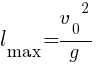 l_max = v_0^2 / g